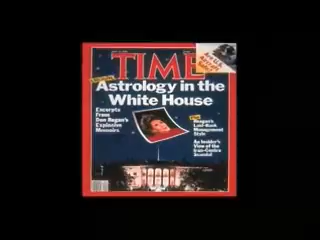 TIME
Astrology in the
White House
Excerpts
From
Don Regan's
Explosive
Memoirs
Plus
Reagan's
Laid-Back
Management
Style
An Insider's
View of the
Iran-Contra
Scandal